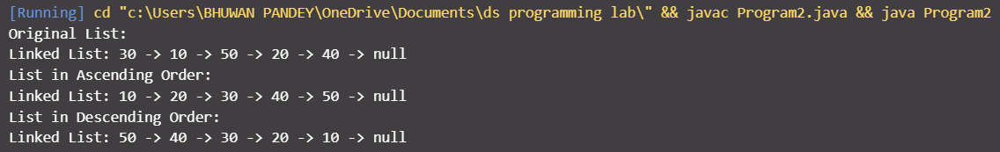 [Running] cd "c:\Users\BHUWAN PANDEY\OneDrive\Documents\ds programming lab\" && javac Program2.java && java Program2
Original List:
Linked List: 30 -> 10 -> 50 -> 20 -> 40 -> null
List in Ascending Order:
Linked List: 10 -> 20 -> 30 -> 40 -> 50 -> null
List in Descending Order:
Linked List: 50 -> 40 -> 30 -> 20 -> 10 -> null